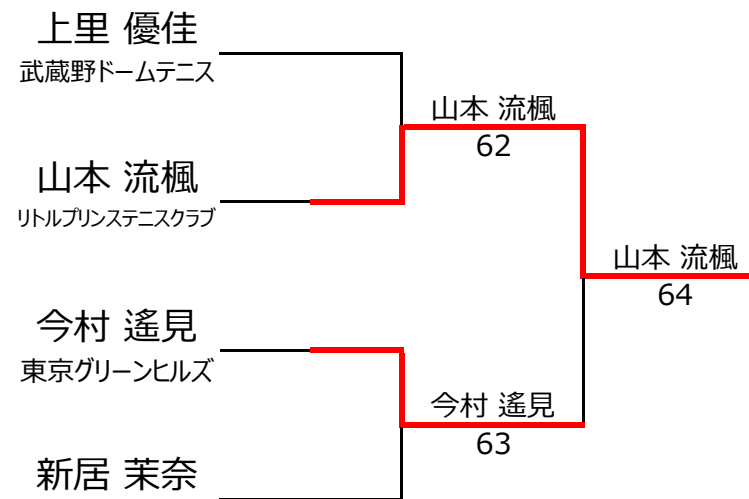 上里 優佳
武蔵野ドームテニス
山本 流楓
62
山本 流楓
リトルプリンステニスクラブ
山本 流楓
64
今村 遙見
東京グリーンヒルズ
今村 遙見
63
新居 茉奈